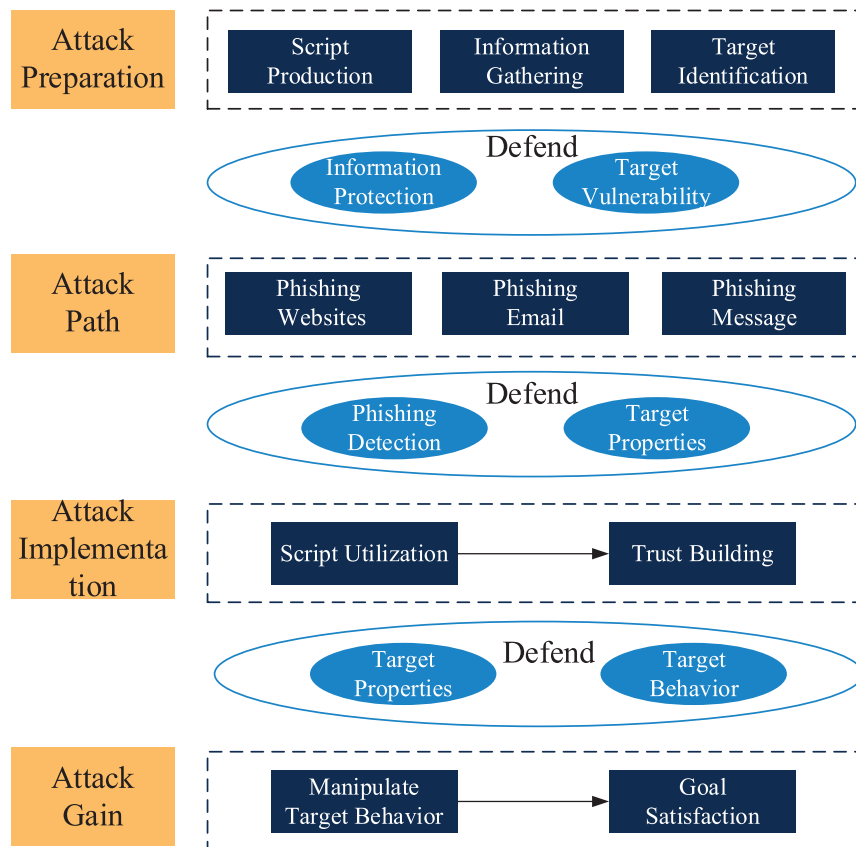 Attack
Preparation
Script
Production
Information
Gathering
Target
Identification
Defend
Information
Protection
Target
Vulnerability
Attack
Path
Phishing
Websites
Phishing
Email
Phishing
Message
Defend
Phishing
Detection
Target
Properties
Attack
Implementa
tion
Script Utilization
Trust Building
Defend
Target
Properties
Target
Behavior
Attack
Gain
Manipulate
Target Behavior
Goal
Satisfaction